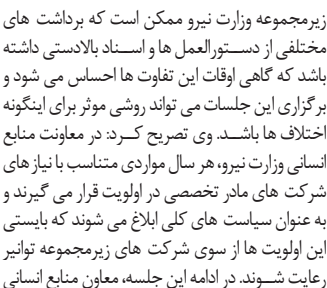 زیرمجموعه وزارت نیرو ممکن است که برداشت های
مختلفی از دستورالعمل ها و اسناد بالادستی داشته
باشد که گاهی اوقات این تفاوت ها احساس می شود و
برگزاری این جلسات می تواند روشی موثر برای اینگونه
اختلاف ها باشد. وی تصریح کرد: در معاونت منابع
انسانی وزارت نیرو، هر سال مواردی متناسب با نیاز های
شرکت های مادر تخصصی در اولویت قرار می گیرند و
به عنوان سیاست های کلی ابلاغ می شوند که بایستی
این اولویت ها از سوی شرکت های زیرمجموعه توانیر
رعایت شوند. در ادامه این جلسه، معاون منابع انسانی